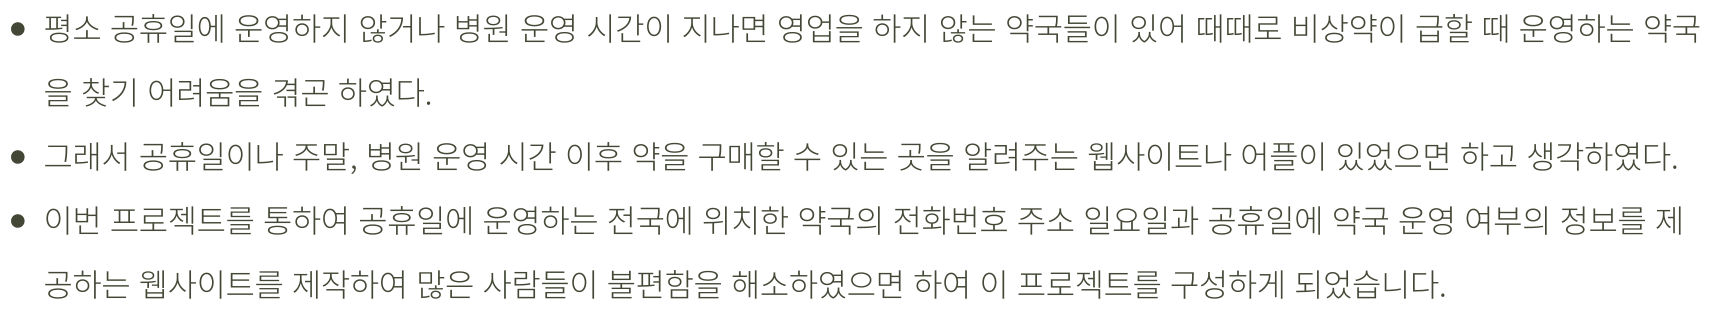 ● 평소 공휴일에 운영하지 않거나 병원 운영 시간이 지나면 영업을 하지 않는 약국들이 있어 때때로 비상약이 급할 때 운영하는 약국
을 찾기 어려움을 겪곤 하였다.
● 그래서 공휴일이나 주말, 병원 운영 시간 이후 약을 구매할 수 있는 곳을 알려주는 웹사이트나 어플이 있었으면 하고 생각하였다.
● 이번 프로젝트를 통하여 공휴일에 운영하는 전국에 위치한 약국의 전화번호 주소 일요일과 공휴일에 약국 운영 여부의 정보를 제
공하는 웹사이트를 제작하여 많은 사람들이 불편함을 해소하였으면 하여 이 프로젝트를 구성하게 되었습니다.